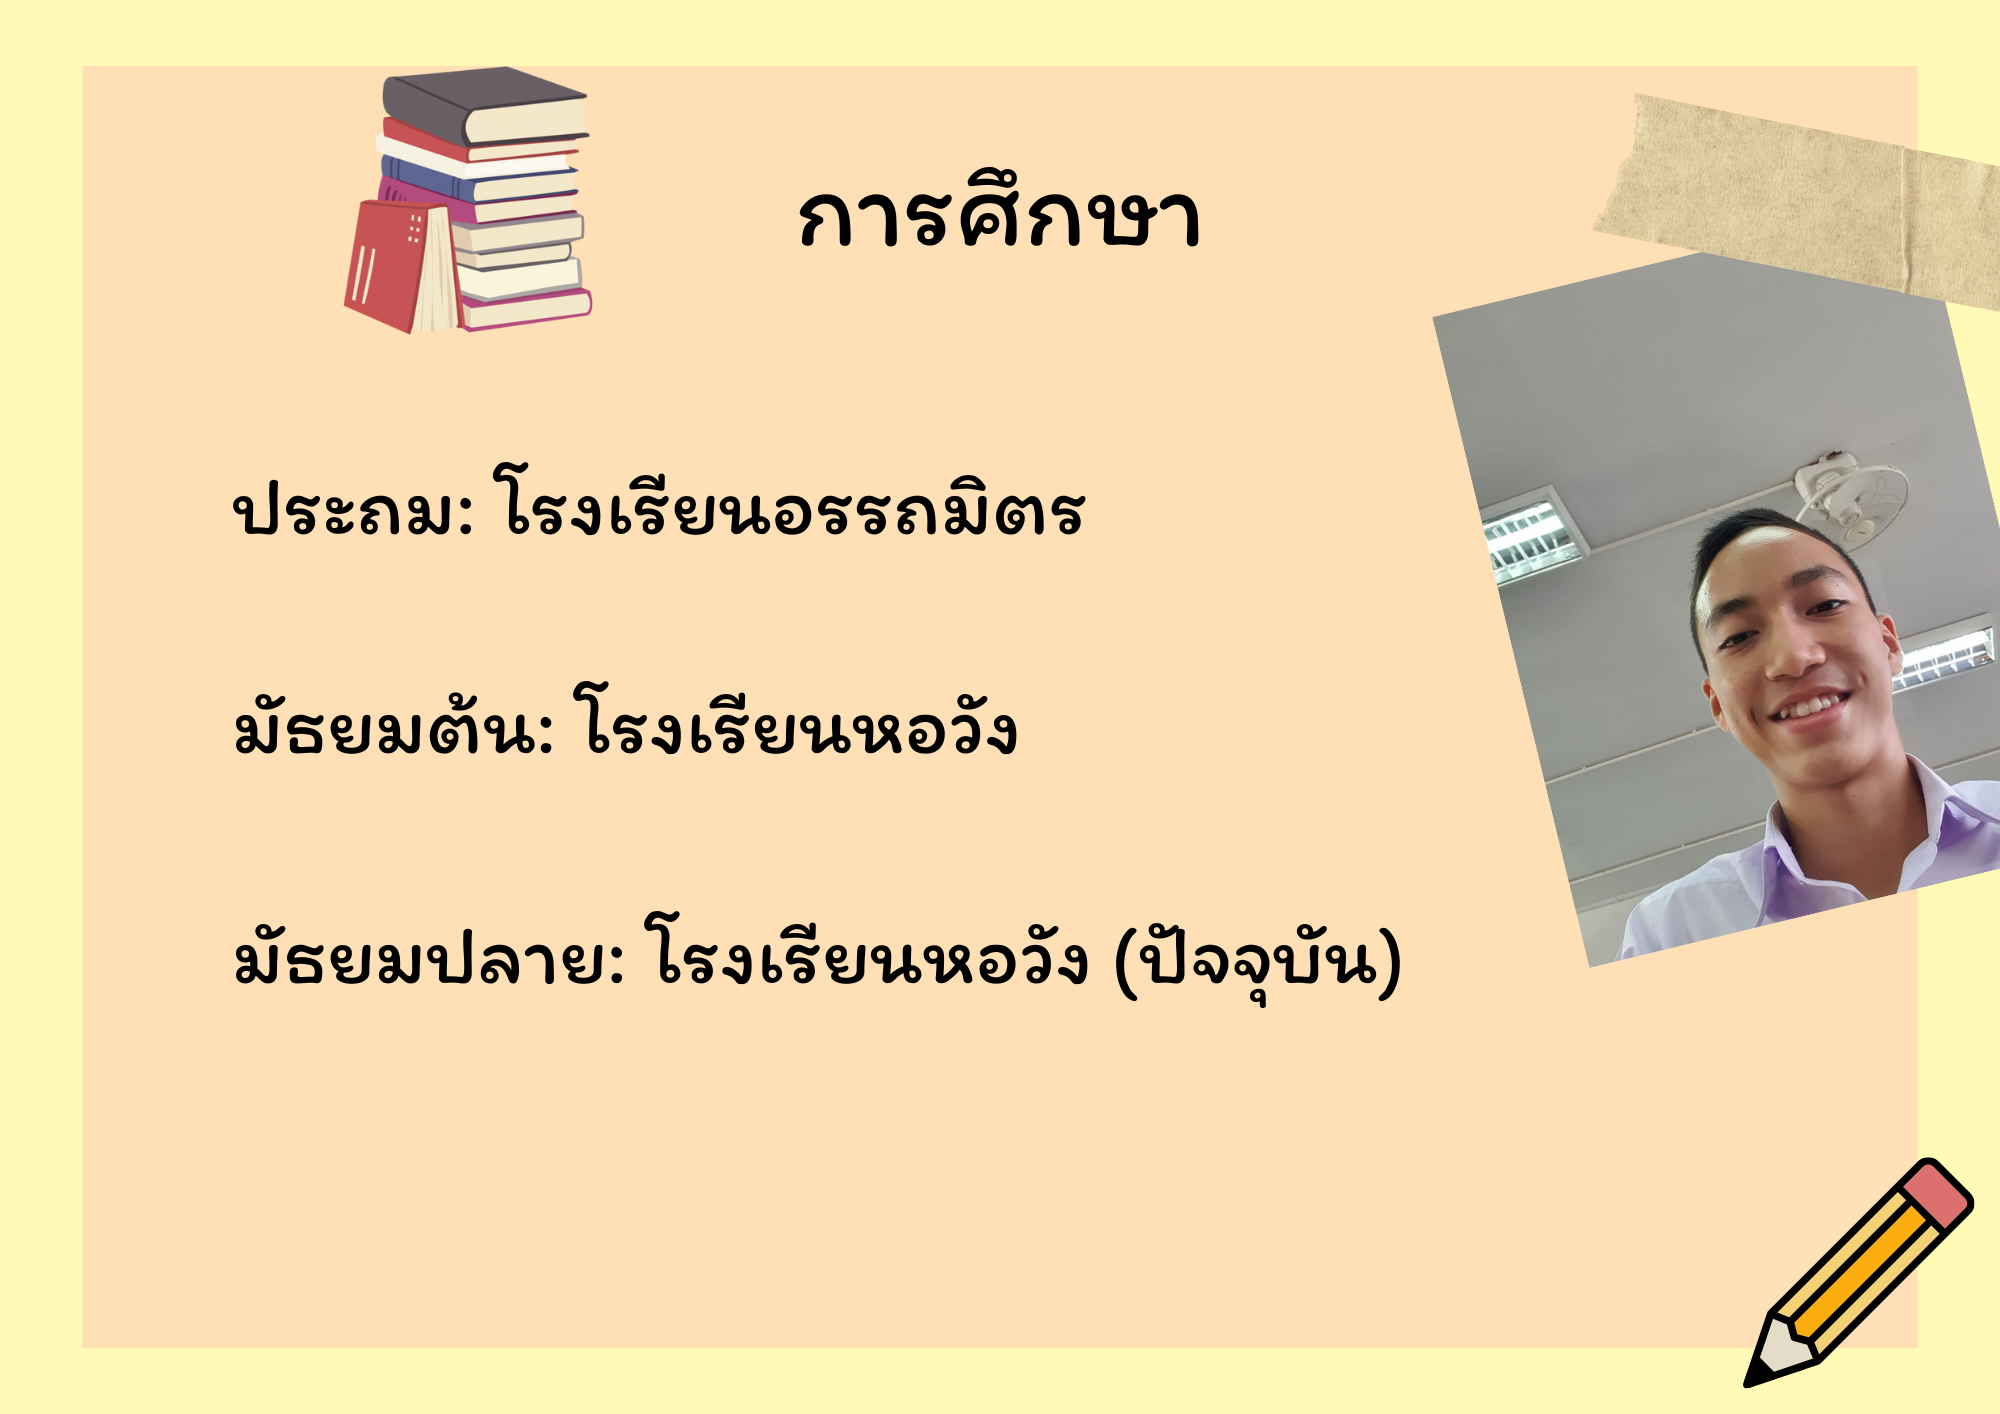 การศึกษา
ประถม: โรงเรียนอรรถมิตร
มัธยมต้น: โรงเรียนหอวัง
มัธยมปลาย: โรงเรียนหอวัง (ปัจจุบัน)